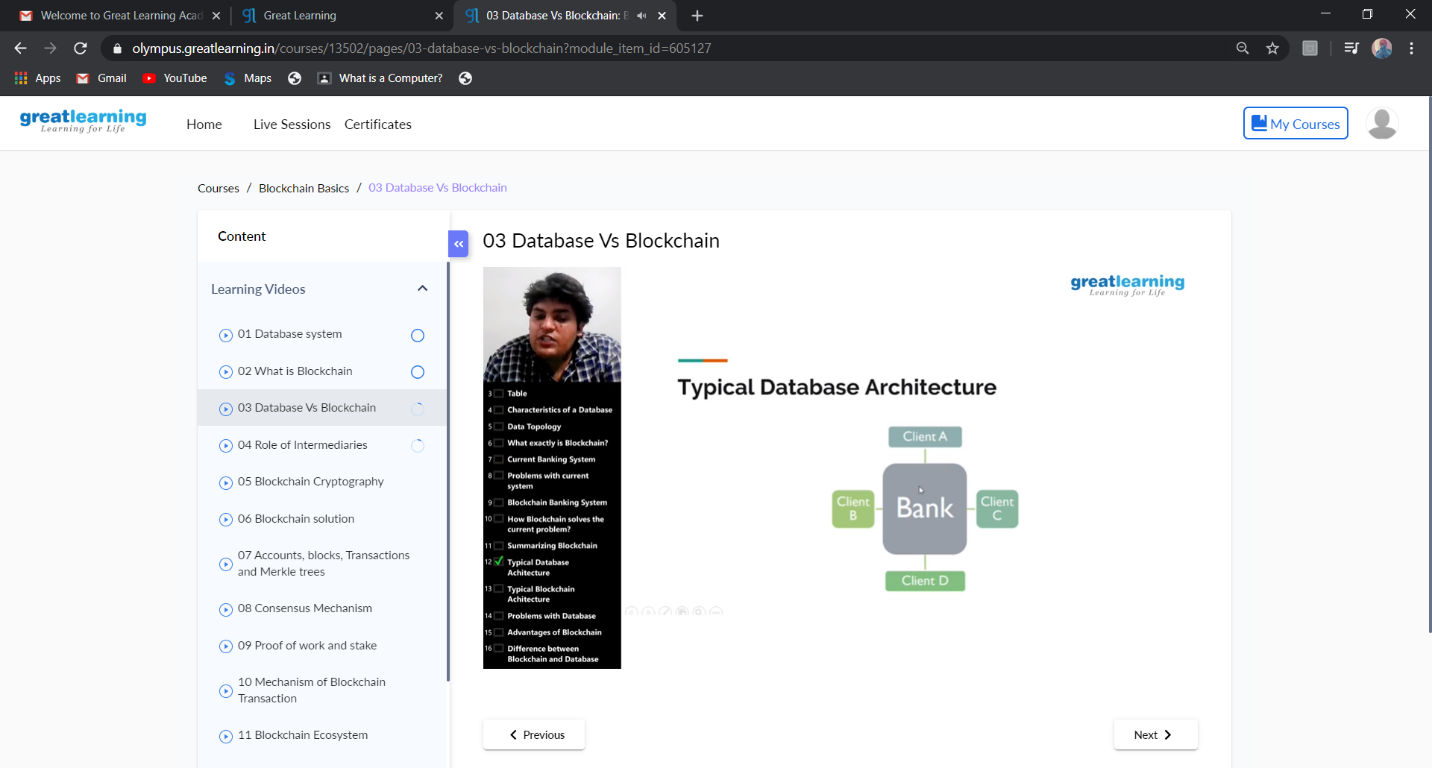 Welcome to Great Learning Acad
Great Learning
03 Database Vs Blockchain: B
olympus.greatlearning.in/courses/13502/pages/03-database-vs-blockchain?module_item_id=605127
Apps
Gmail
YouTube
Maps
What is a Computer?
greatlearning
Learning for Life
Home
Live Sessions
Certificates
My Courses
Courses / Blockchain Basics / 03 Database Vs Blockchain
Content
Learning Videos
01 Database system
02 What is Blockchain
03 Database Vs Blockchain
04 Role of Intermediaries
05 Blockchain Cryptography
06 Blockchain solution
07 Accounts, blocks, Transactions
and Merkle trees
08 Consensus Mechanism
09 Proof of work and stake
10 Mechanism of Blockchain
Transaction
11 Blockchain Ecosystem
03 Database Vs Blockchain
3 Table
4 Characteristics of a Database
5 Data Topology
6 What exactly is Blockchain?
7 Current Banking System
8 Problems with current
system
9 Blockchain Banking System
10 How Blockchain solves the
current problem?
11 Summarizing Blockchain
12 Typical Database
Achitecture
13 Typical Blockchain
Achitecture
14 Problems with Database
15 Advantages of Blockchain
16 Difference between
Blockchain and Database
greatlearning
Learning for Life
Typical Database Architecture
Client A
Client
B
Bank
Client
C
Client D
Previous
Next